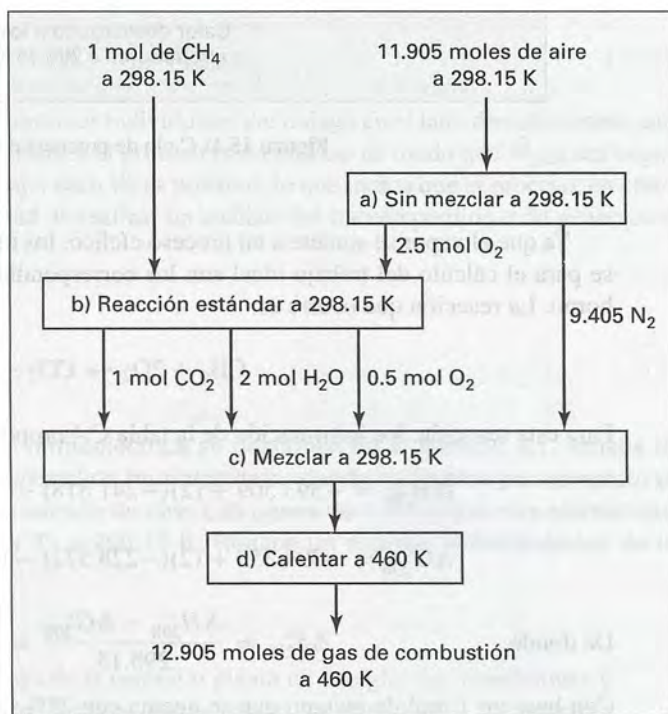 1 mol de CH₄
a 298.15 K
11.905 moles de aire
a 298.15 K
a) Sin mezclar a 298.15 K
2.5 mol O₂
b) Reacción estándar a 298.15 K
9.405 N₂
1 mol CO₂
2 mol H₂O
0.5 mol O₂
c) Mezclar a 298.15 K
d) Calentar a 460 K
12.905 moles de gas de combustión
a 460 K